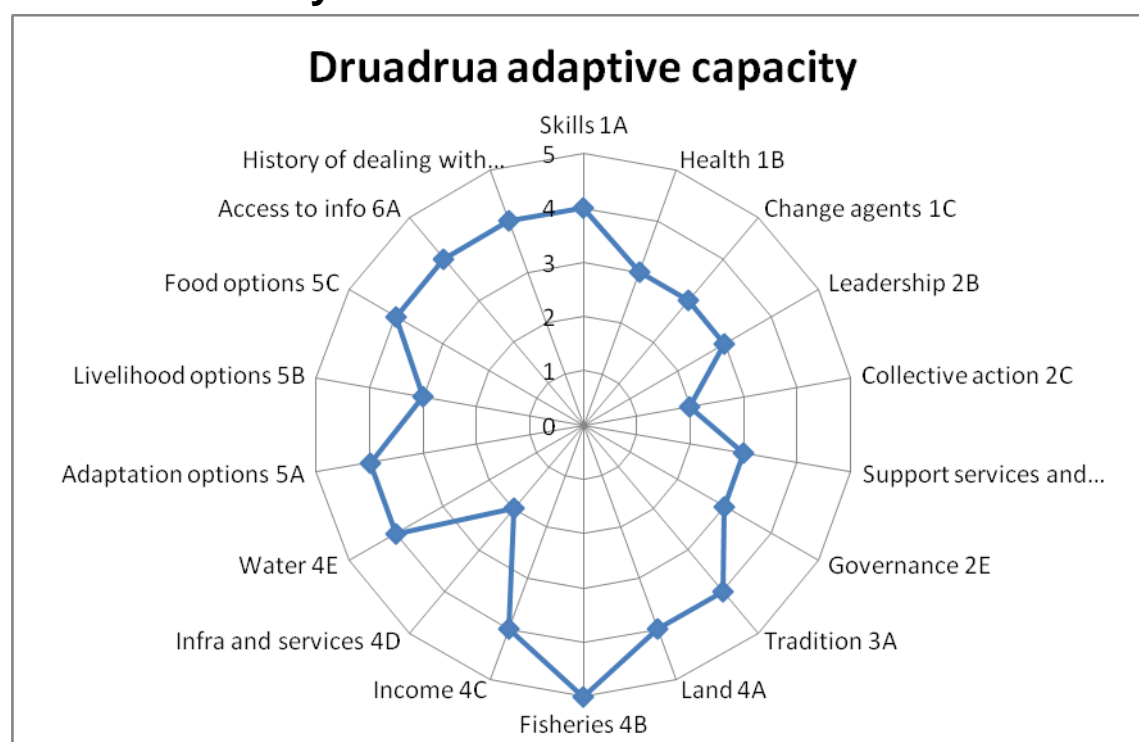 Druadrua adaptive capacity
Skills 1A
Health 1B
Change agents 1C
Leadership 2B
Collective action 2C
Support services and...
Governance 2E
Tradition 3A
Land 4A
Fisheries 4B
Income 4C
Infra and services 4D
Water 4E
Adaptation options 5A
Livelihood options 5B
Food options 5C
Access to info 6A
History of dealing with...
5
4
3
2
1
0